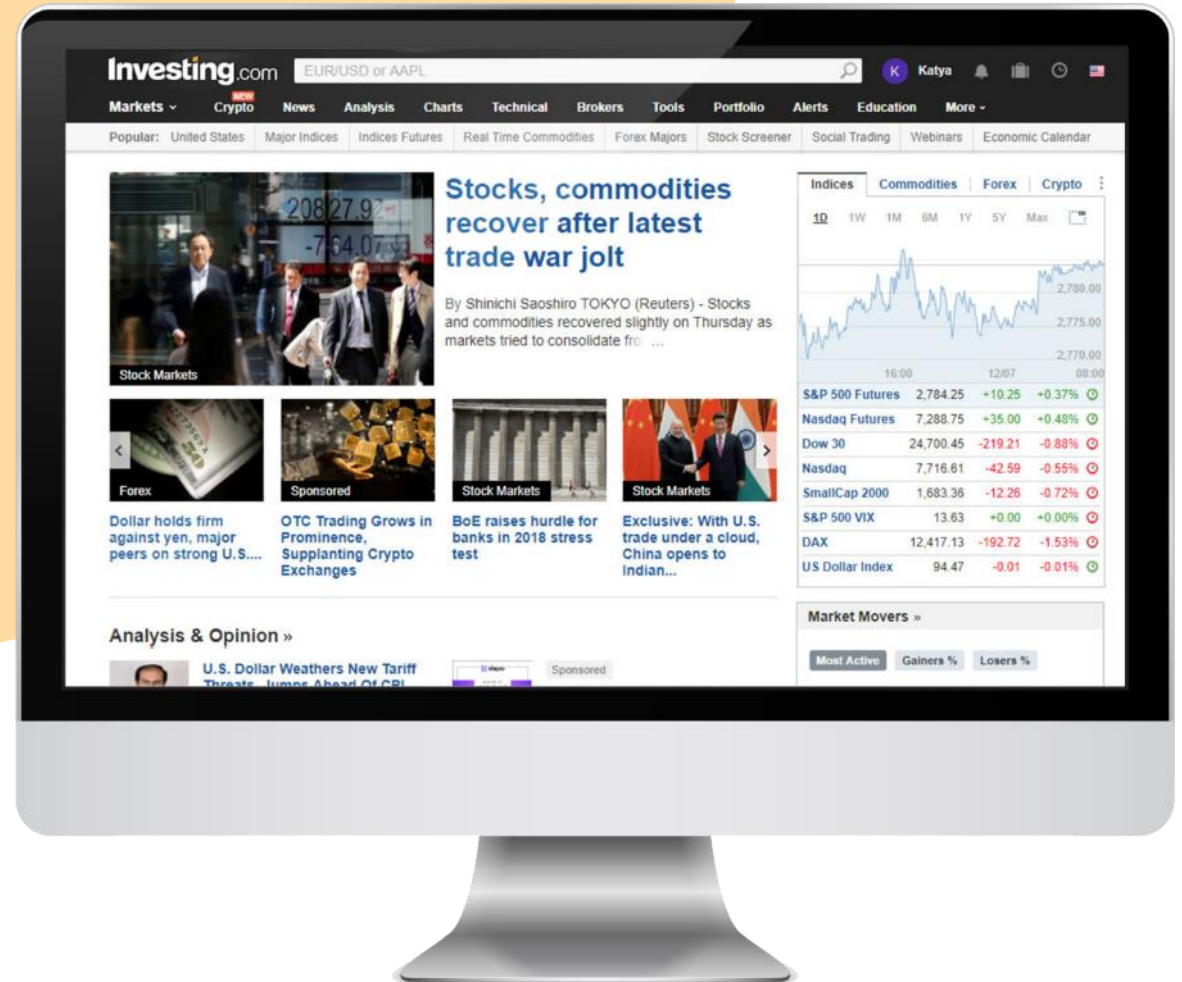 Investing.com
EUR/USD or AAPL
K
Katya
Markets
Crypto
NEW
News
Analysis
Charts
Technical
Brokers
Tools
Portfolio
Alerts
Education
More
Popular:
United States
Major Indices
Indices Futures
Real Time Commodities
Forex Majors
Stock Screener
Social Trading
Webinars
Economic Calendar
20827.92
-764.07
Stock Markets
Stocks, commodities
recover after latest
trade war jolt
By Shinichi Saoshiro TOKYO (Reuters) - Stocks
and commodities recovered slightly on Thursday as
markets tried to consolidate fro ...
50
Forex
Dollar holds firm
against yen, major
peers on strong U.S....
Sponsored
OTC Trading Grows in
Prominence,
Supplanting Crypto
Exchanges
Stock Markets
BoE raises hurdle for
banks in 2018 stress
test
Stock Markets
Exclusive: With U.S.
trade under a cloud,
China opens to
Indian...
Analysis & Opinion »
U.S. Dollar Weathers New Tariff
Threats, Jumps Ahead Of CPI
Sponsored
Indices Commodities Forex Crypto
1D 1W 1M 6M 1Y 5Y Max
2,780.00
2,775.00
2,770.00
16:00 12/07 08:00
S&P 500 Futures 2,784.25 +10.25 +0.37%
Nasdaq Futures 7,288.75 +35.00 +0.48%
Dow 30 24,700.45 -219.21 -0.88%
Nasdaq 7,716.61 -42.59 -0.55%
SmallCap 2000 1,683.36 -12.26 -0.72%
S&P 500 VIX 13.63 +0.00 +0.00%
DAX 12,417.13 -192.72 -1.53%
US Dollar Index 94.47 -0.01 -0.01%
Market Movers »
Most Active Gainers % Losers %